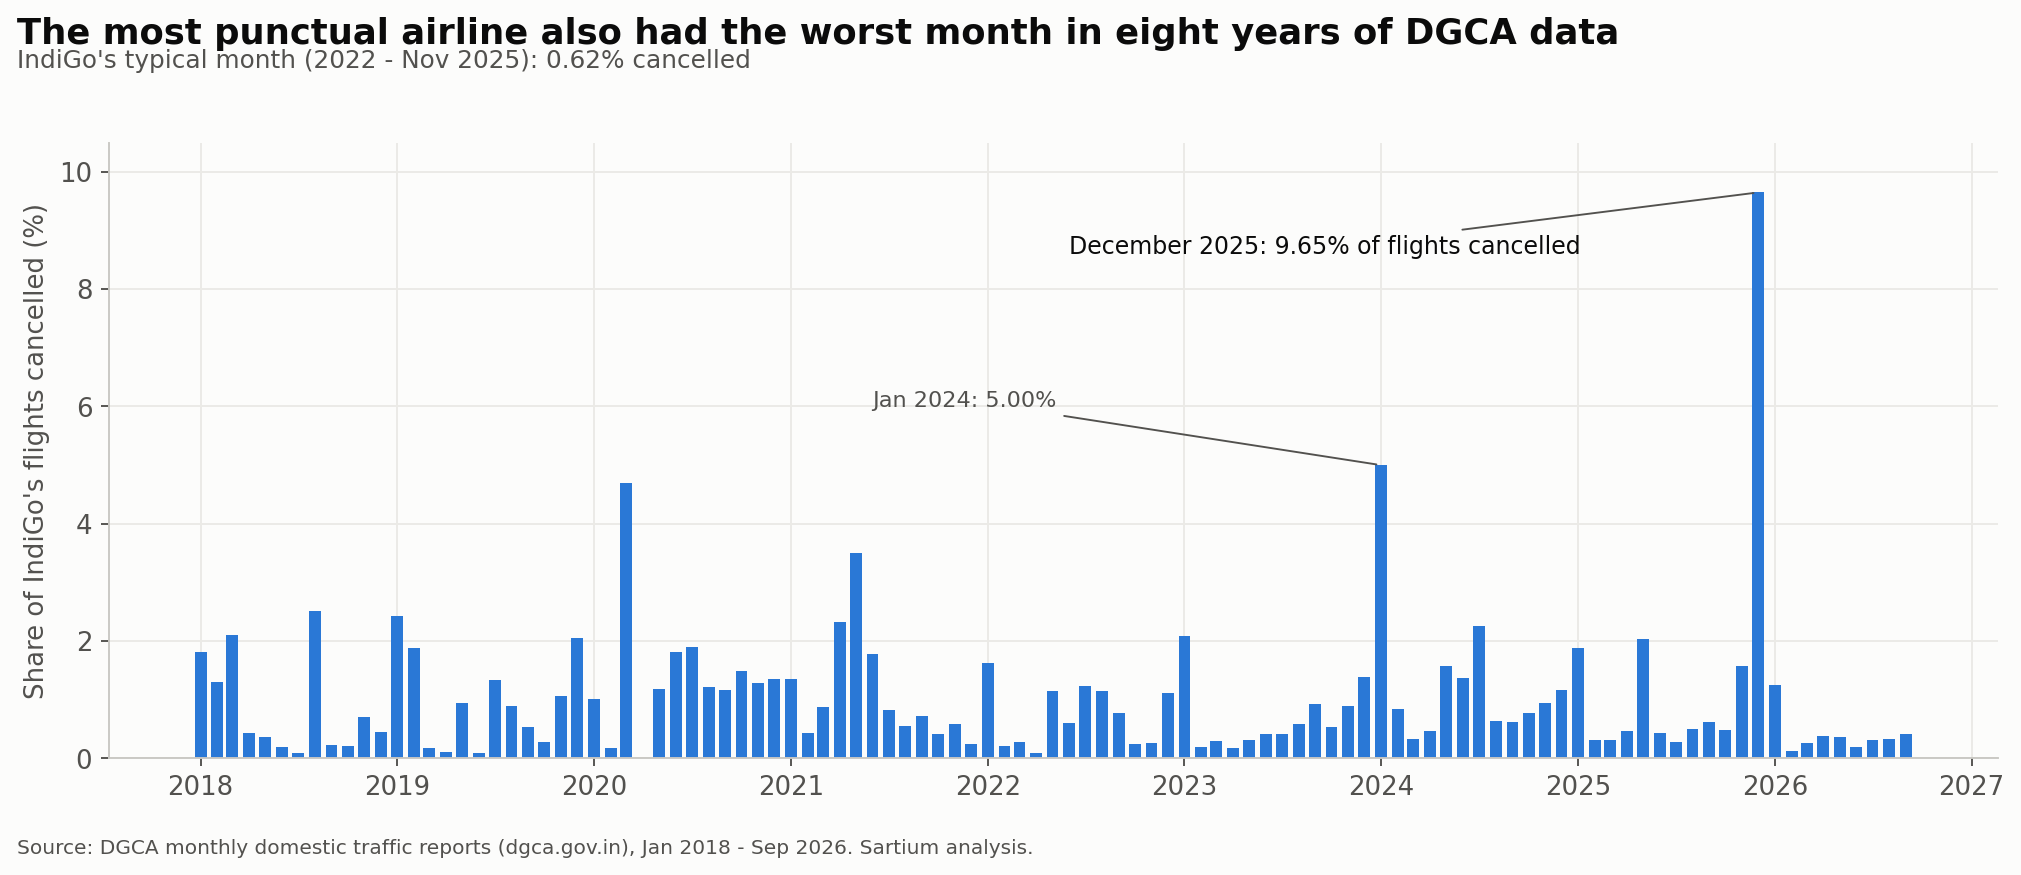 The most punctual airline also had the worst month in eight years of DGCA data
IndiGo's typical month (2022 - Nov 2025): 0.62% cancelled
Share of IndiGo's flights cancelled (%)
10
8
6
4
2
0
December 2025: 9.65% of flights cancelled
Jan 2024: 5.00%
2018 2019 2020 2021 2022 2023 2024 2025 2026 2027
Source: DGCA monthly domestic traffic reports (dgca.gov.in), Jan 2018 - Sep 2026. Sartium analysis.